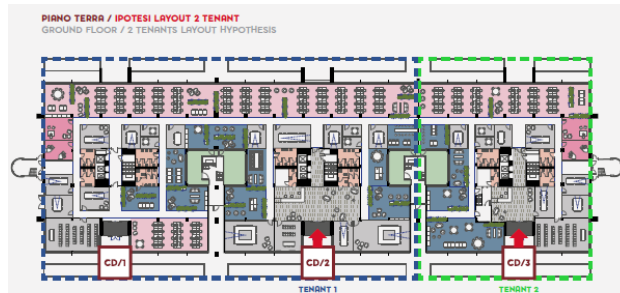 PIANO TERRA / IPOTESI LAYOUT 2 TENANT
GROUND FLOOR / 2 TENANTS LAYOUT HYPOTHESIS
CD/1
CD/2
CD/3
TENANT 1
TENANT 2